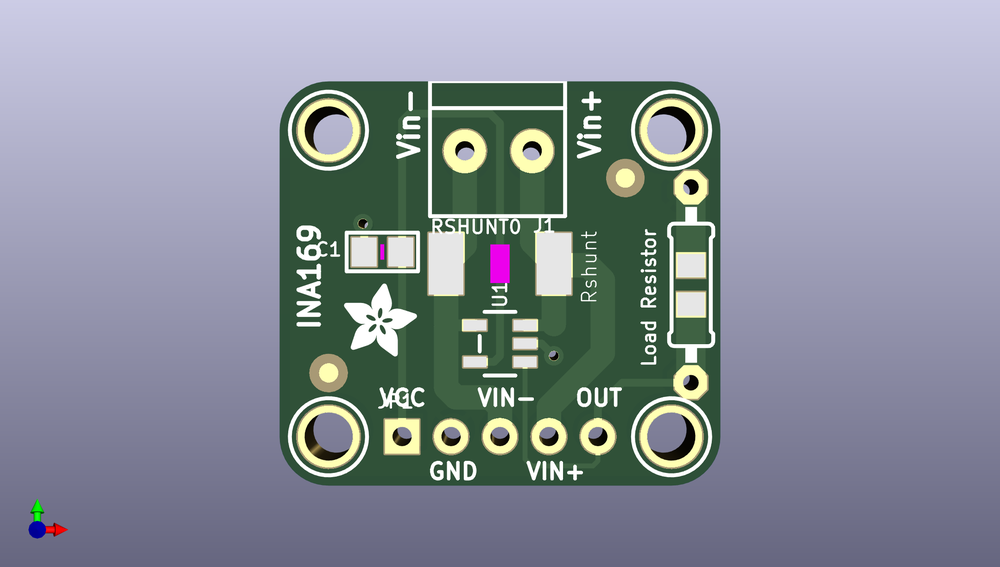 Vin-
Vin+
RSHUNT0 J1
C1
INA169
Rshunt
Load Resistor
U1
JP1
VCC
VIN-
OUT
GND
VIN+